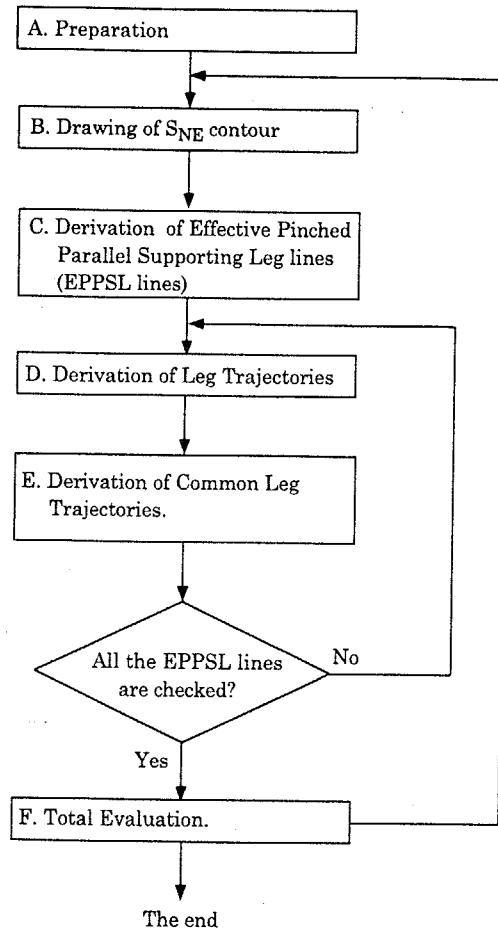 A. Preparation
B. Drawing of SNE contour
C. Derivation of Effective Pinched
Parallel Supporting Leg lines
(EPPSL lines)
D. Derivation of Leg Trajectories
E. Derivation of Common Leg
Trajectories.
All the EPPSL lines
are checked?
No
Yes
F. Total Evaluation.
The end